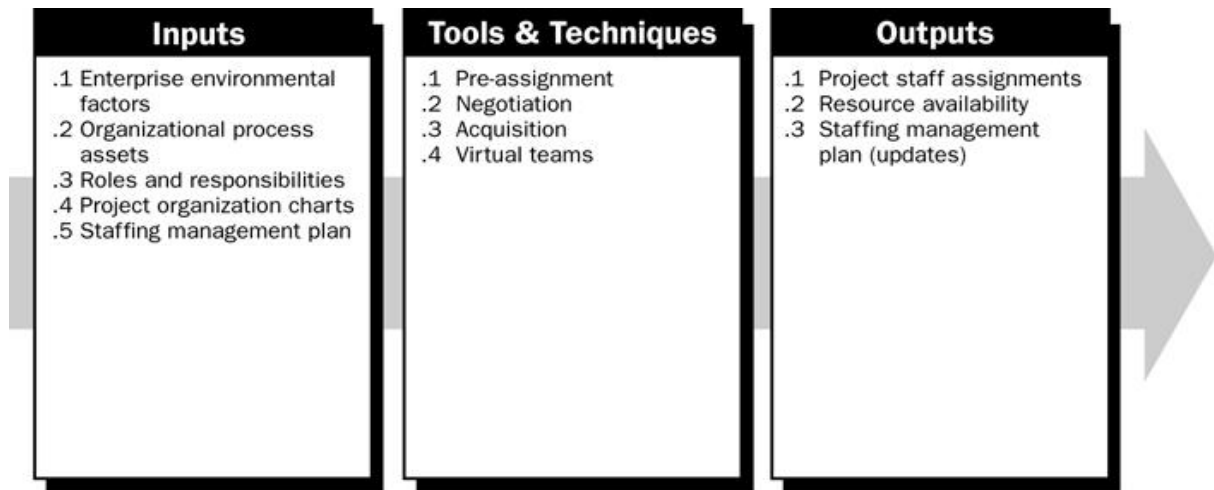 Inputs
.1 Enterprise environmental
factors
.2 Organizational process
assets
.3 Roles and responsibilities
.4 Project organization charts
.5 Staffing management plan
Tools & Techniques
.1 Pre-assignment
.2 Negotiation
.3 Acquisition
.4 Virtual teams
Outputs
.1 Project staff assignments
.2 Resource availability
.3 Staffing management
plan (updates)